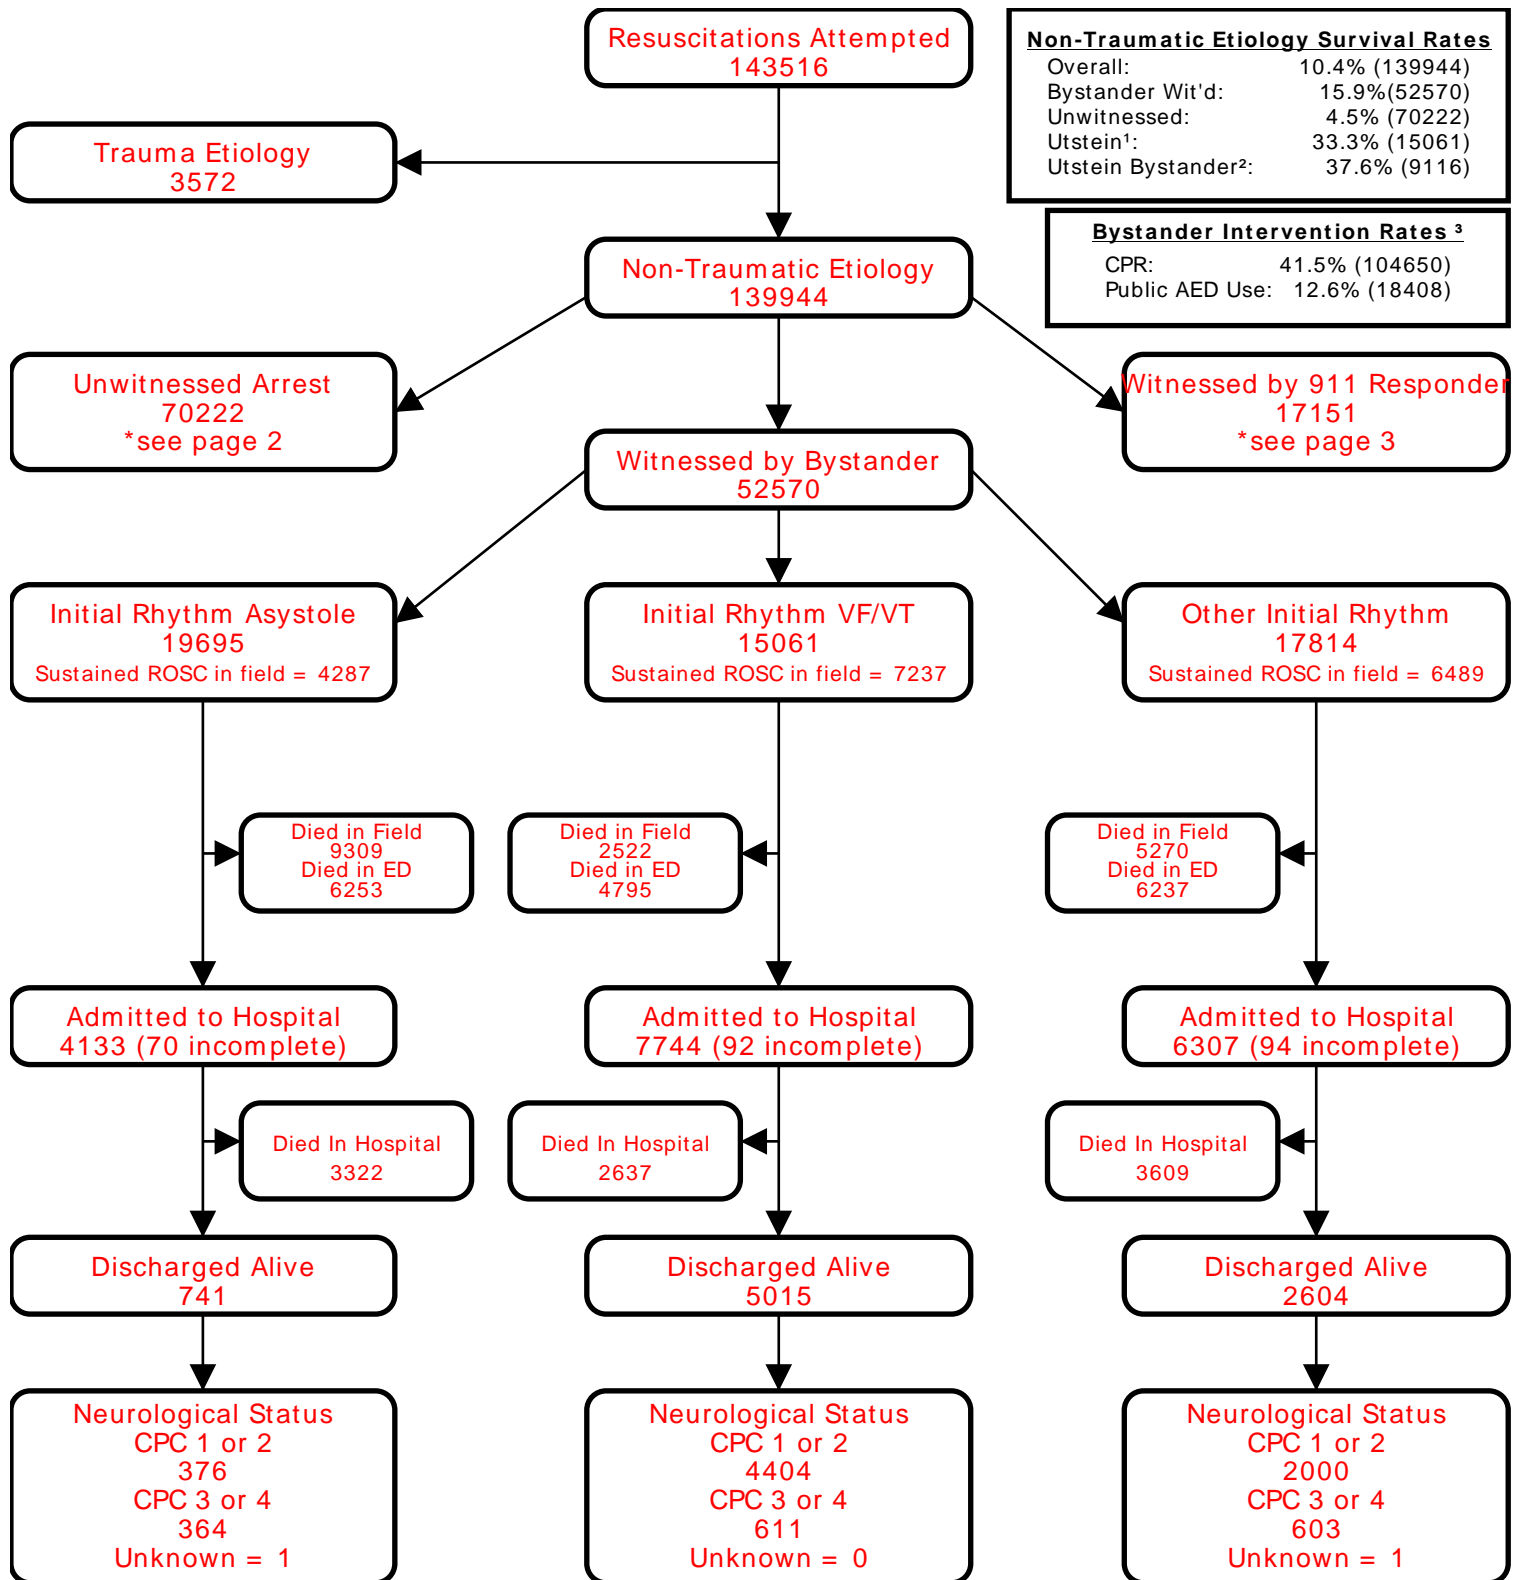 Resuscitations Attempted
143516
Non-Traumatic Etiology Survival Rates
Overall: 10.4% (139944)
Bystander Wit'd: 15.9%(52570)
Unwitnessed: 4.5% (70222)
Utstein¹: 33.3% (15061)
Utstein Bystander²: 37.6% (9116)
Trauma Etiology
3572
Bystander Intervention Rates ³
CPR: 41.5% (104650)
Public AED Use: 12.6% (18408)
Non-Traumatic Etiology
139944
Unwitnessed Arrest
70222
*see page 2
Witnessed by 911 Responder
17151
*see page 3
Witnessed by Bystander
52570
Initial Rhythm Asystole
19695
Sustained ROSC in field = 4287
Initial Rhythm VF/VT
15061
Sustained ROSC in field = 7237
Other Initial Rhythm
17814
Sustained ROSC in field = 6489
Died in Field
9309
Died in ED
6253
Died in Field
2522
Died in ED
4795
Died in Field
5270
Died in ED
6237
Admitted to Hospital
4133 (70 incomplete)
Admitted to Hospital
7744 (92 incomplete)
Admitted to Hospital
6307 (94 incomplete)
Died In Hospital
3322
Died In Hospital
2637
Died In Hospital
3609
Discharged Alive
741
Discharged Alive
5015
Discharged Alive
2604
Neurological Status
CPC 1 or 2
376
CPC 3 or 4
364
Unknown = 1
Neurological Status
CPC 1 or 2
4404
CPC 3 or 4
611
Unknown = 0
Neurological Status
CPC 1 or 2
2000
CPC 3 or 4
603
Unknown = 1